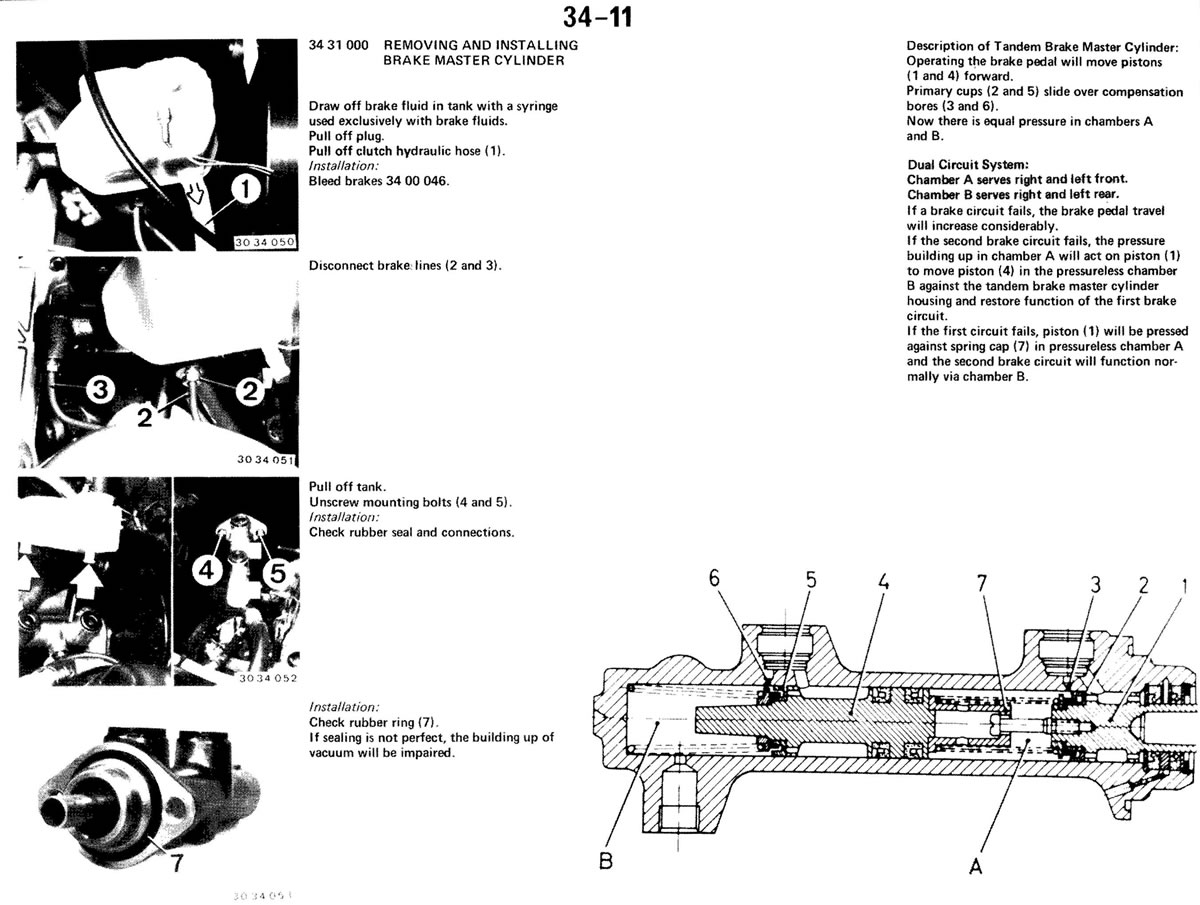 34-11
34 31 000 REMOVING AND INSTALLING
BRAKE MASTER CYLINDER
Draw off brake fluid in tank with a syringe
used exclusively with brake fluids.
Pull off plug.
Pull off clutch hydraulic hose (1).
Installation:
Bleed brakes 34 00 046.
1
30 34 050
Disconnect brake lines (2 and 3).
3
2
2
30 34 051
Pull off tank.
Unscrew mounting bolts (4 and 5).
Installation:
Check rubber seal and connections.
4
5
30 34 052
Installation:
Check rubber ring (7).
If sealing is not perfect, the building up of
vacuum will be impaired.
7
30 34 051
Description of Tandem Brake Master Cylinder:
Operating the brake pedal will move pistons
(1 and 4) forward.
Primary cups (2 and 5) slide over compensation
bores (3 and 6).
Now there is equal pressure in chambers A
and B.
Dual Circuit System:
Chamber A serves right and left front.
Chamber B serves right and left rear.
If a brake circuit fails, the brake pedal travel
will increase considerably.
If the second brake circuit fails, the pressure
building up in chamber A will act on piston (1)
to move piston (4) in the pressureless chamber
B against the tandem brake master cylinder
housing and restore function of the first brake
circuit.
If the first circuit fails, piston (1) will be pressed
against spring cap (7) in pressureless chamber A
and the second brake circuit will function nor-
mally via chamber B.
6 5 4 7 3 2 1
B A